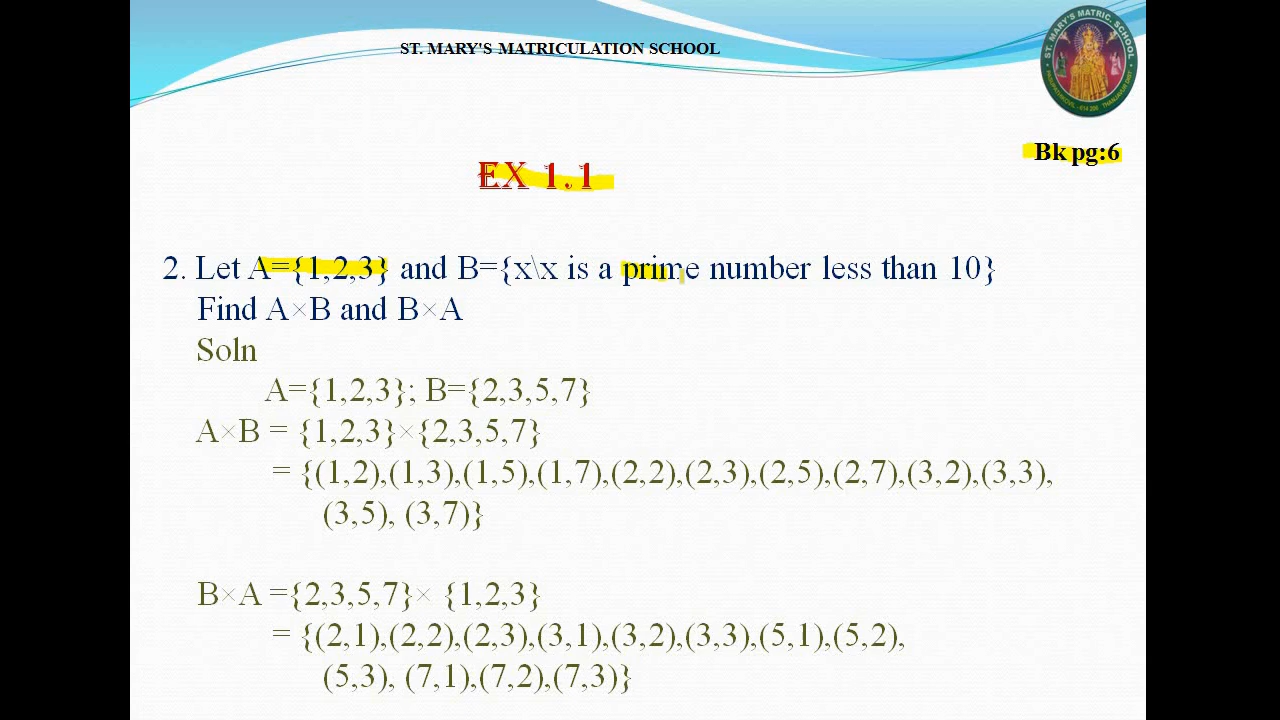 ST. MARY'S MATRICULATION SCHOOL
ST. MARY'S MATRIC. SCHOOL
Bk pg:6
EX 1.1
2. Let A={1,2,3} and B={x\x is a prime number less than 10}
Find A×B and B×A
Soln
A={1,2,3}; B={2,3,5,7}
A×B = {1,2,3}×{2,3,5,7}
= {(1,2),(1,3),(1,5),(1,7),(2,2),(2,3),(2,5),(2,7),(3,2),(3,3),
(3,5), (3,7)}
B×A ={2,3,5,7}× {1,2,3}
= {(2,1),(2,2),(2,3),(3,1),(3,2),(3,3),(5,1),(5,2),
(5,3), (7,1),(7,2),(7,3)}